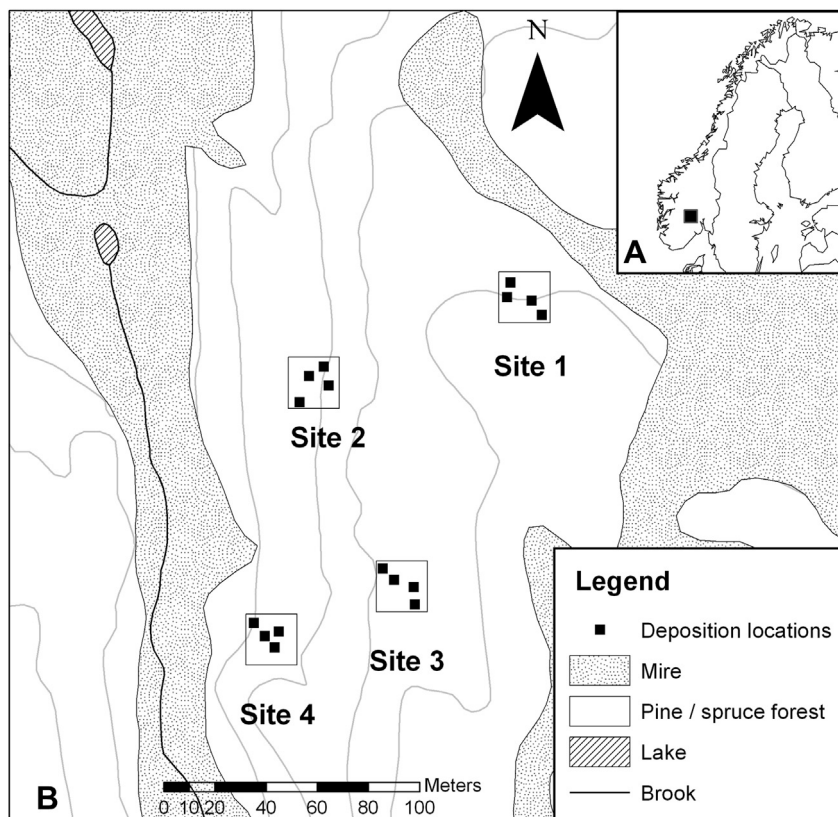 N
A
Site 1
Site 2
Site 3
Site 4
B
Meters
0 10 20 40 60 80 100
Legend
Deposition locations
Mire
Pine / spruce forest
Lake
Brook